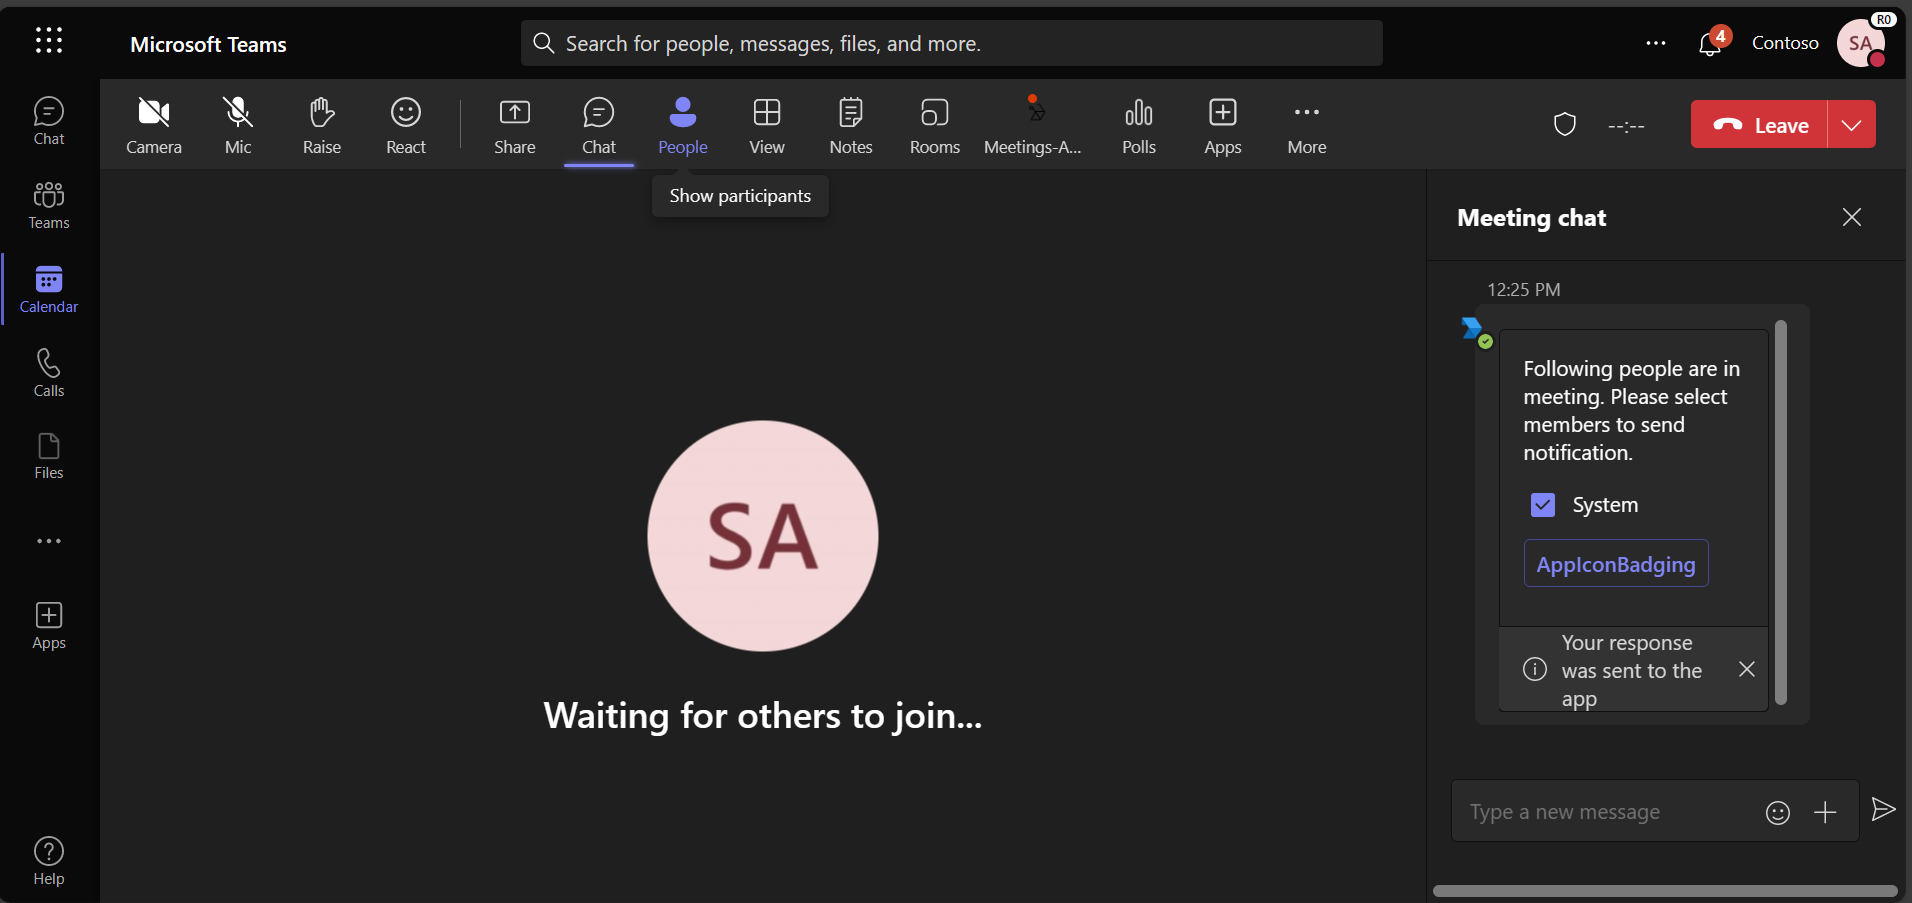 Microsoft Teams
Search for people, messages, files, and more.
4
Contoso
SA
RO
Chat
Teams
Calendar
Calls
Files
Apps
Help
Camera
Mic
Raise
React
Share
Chat
People
View
Notes
Rooms
Meetings-A...
Polls
Apps
More
--:--
Leave
Show participants
SA
Waiting for others to join...
Meeting chat
12:25 PM
Following people are in
meeting. Please select
members to send
notification.
System
AppIconBadging
Your response
was sent to the
app
Type a new message